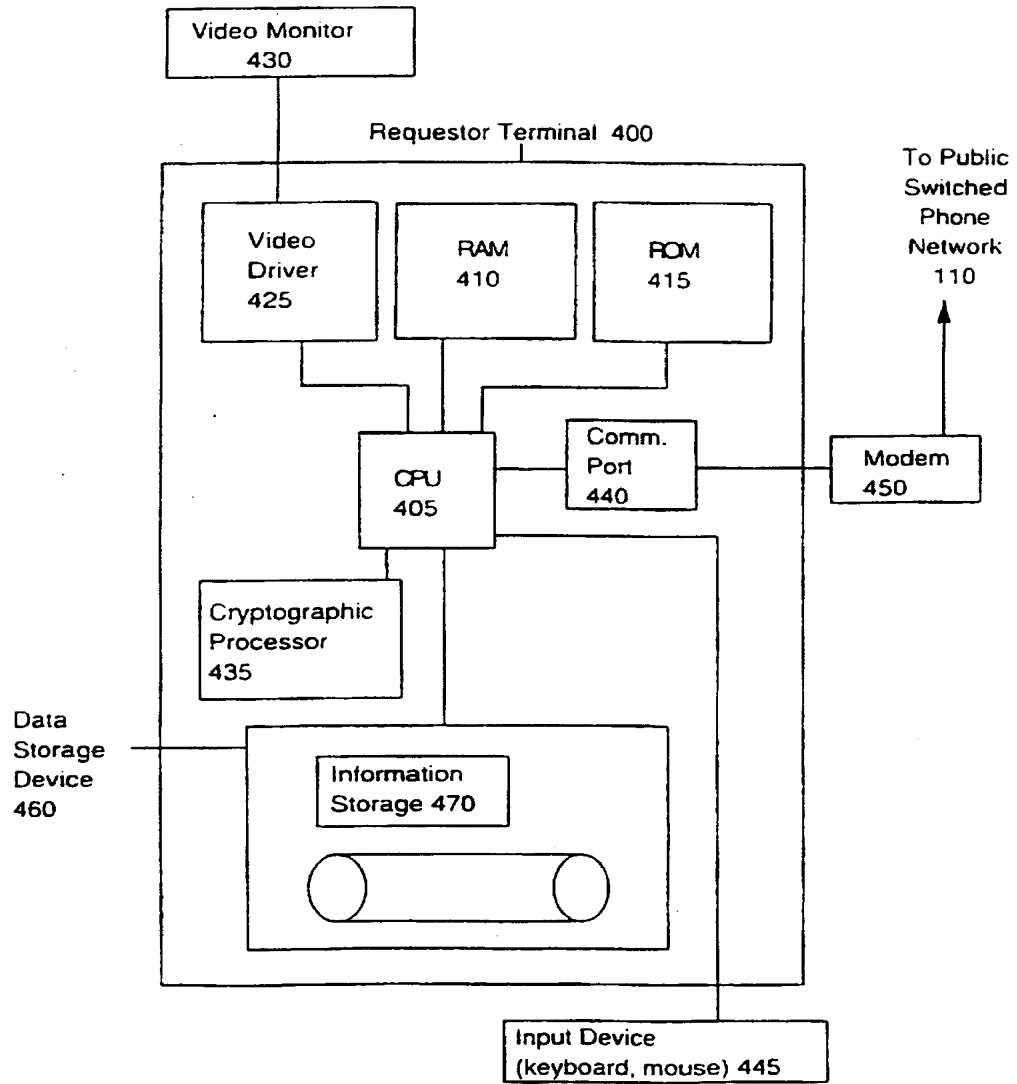 Video Monitor
430
Requestor Terminal 400
To Public
Switched
Phone
Network
110
Video
Driver
425
RAM
410
ROM
415
CPU
405
Comm.
Port
440
Modem
450
Cryptographic
Processor
435
Data
Storage
Device
460
Information
Storage 470
Input Device
(keyboard, mouse) 445